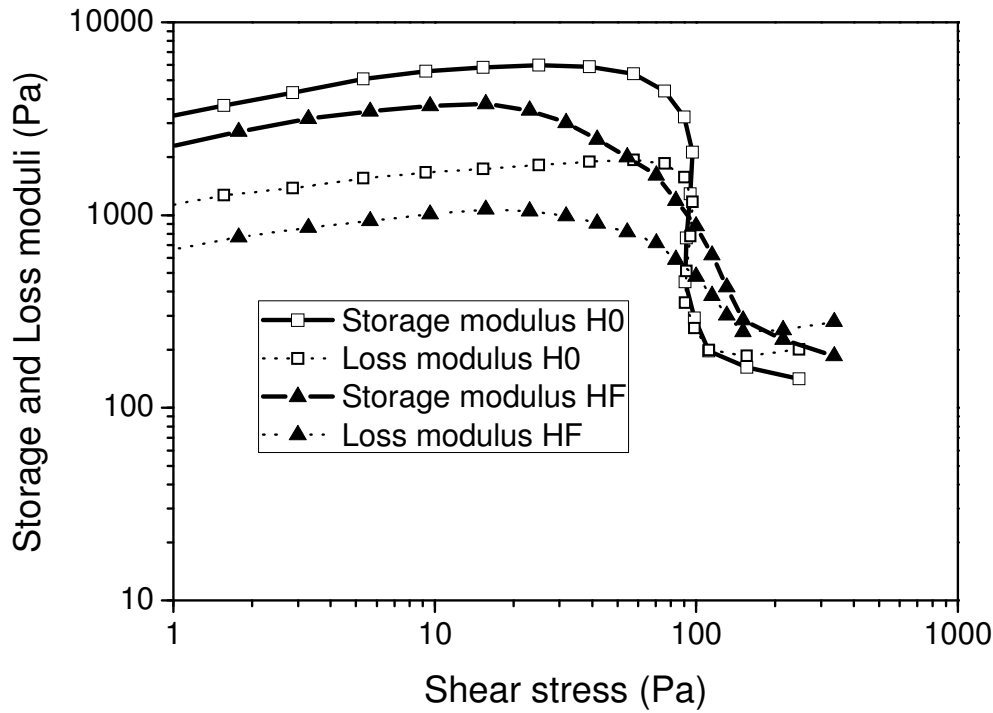 Storage and Loss moduli (Pa)
10000
1000
100
10
Storage modulus H0
Loss modulus H0
Storage modulus HF
Loss modulus HF
1
10
100
1000
Shear stress (Pa)